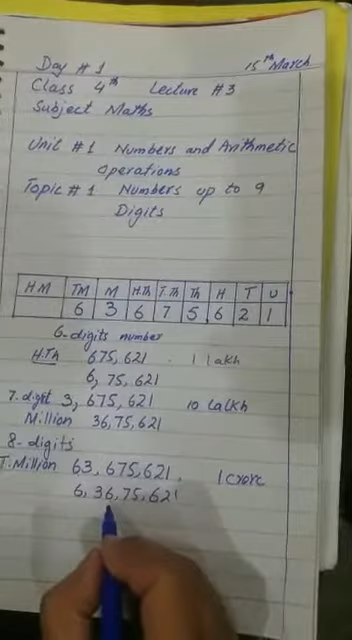 Day # 1 15th March
Class 4th Lecture #3
Subject Maths
Unit #1 Numbers and Arithmetic
Operations
Topic #1 Numbers up to 9
Digits
HM TM M H.Th T.Th Th H T U
6 3 6 7 5 6 2 1
6-digits number
H.Th 675,621 1 lakh
6,75,621
7-digit 3,675,621 10 lakh
Million 36,75,621
8-digits
T.Million 63,675,621 1 crore
6,36,75,621